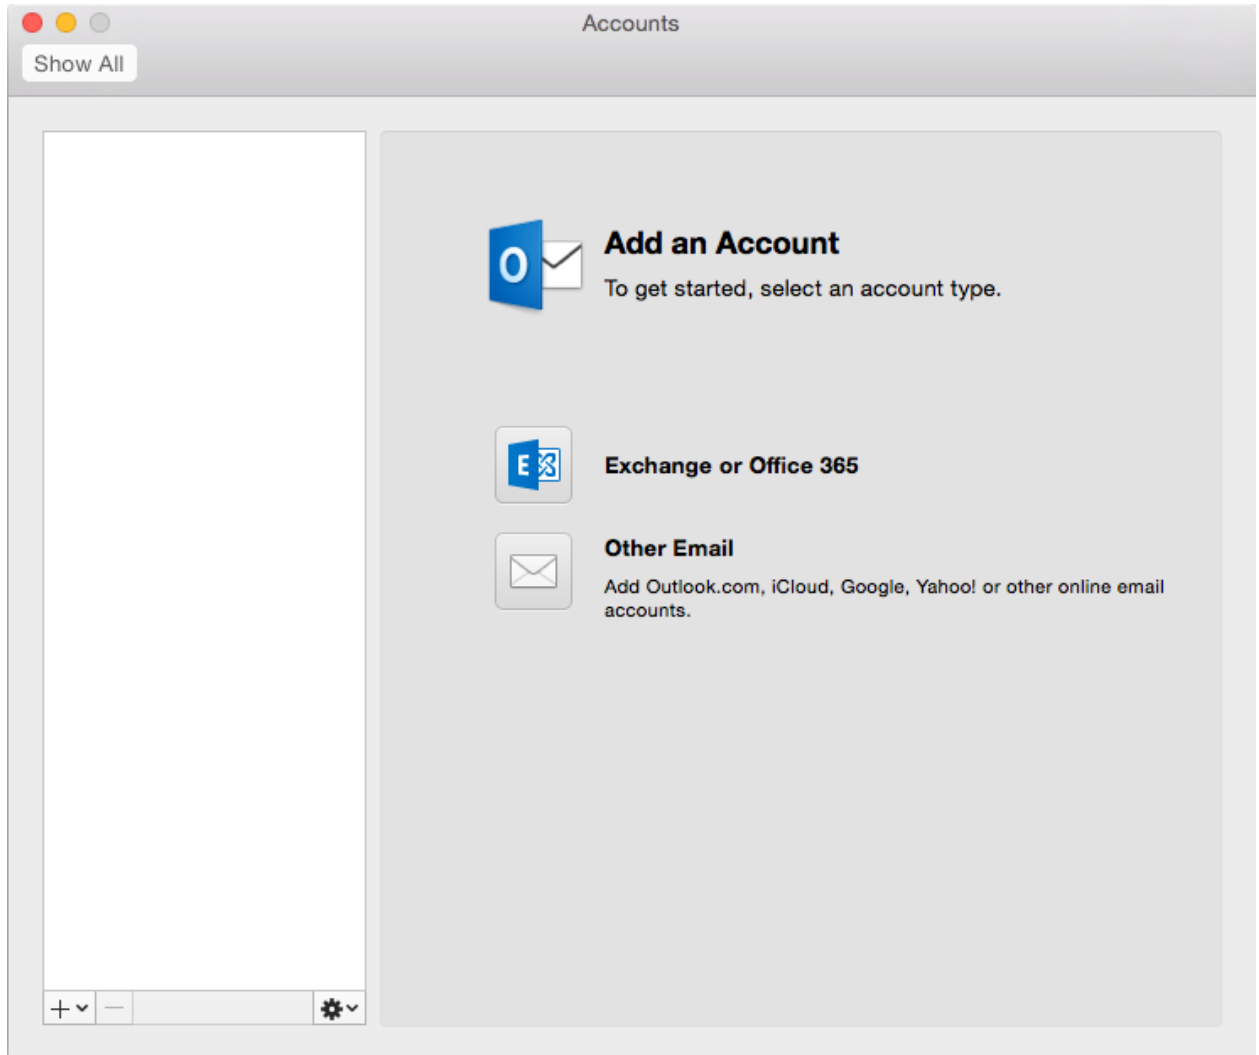 Accounts
Show All
O
Add an Account
To get started, select an account type.
E
Exchange or Office 365
Other Email
Add Outlook.com, iCloud, Google, Yahoo! or other online email
accounts.